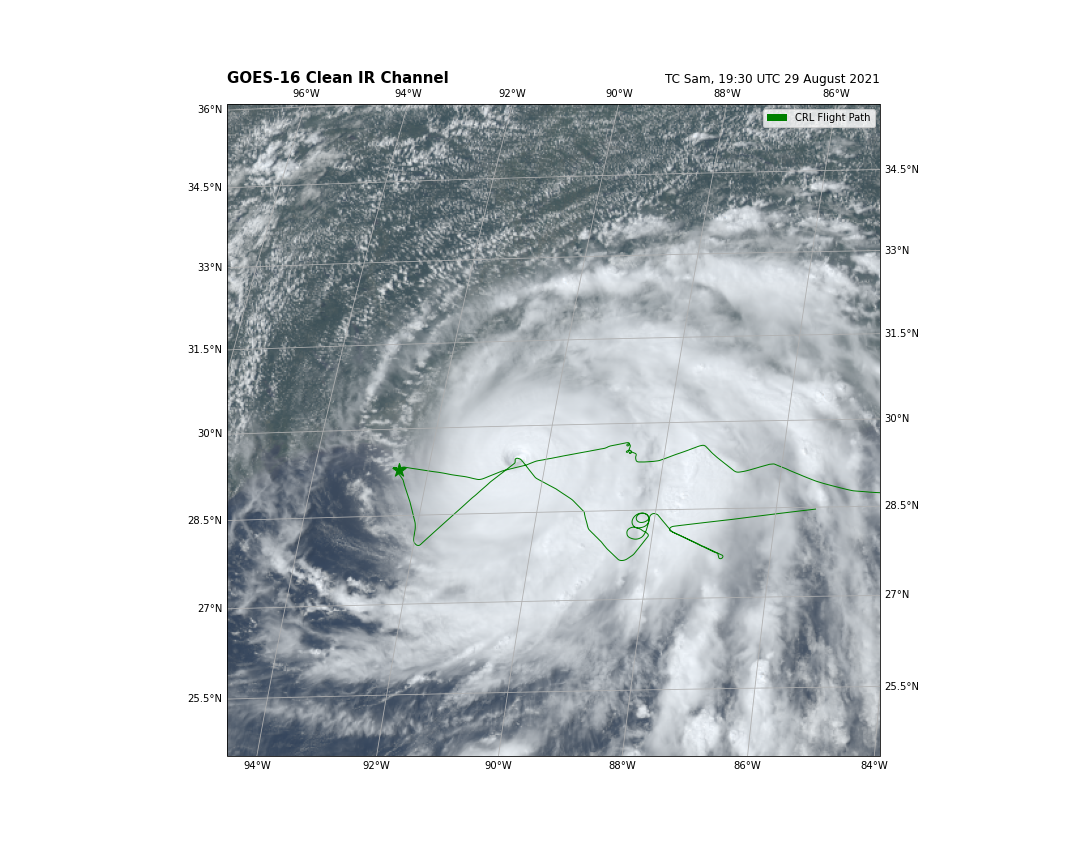 GOES-16 Clean IR Channel
TC Sam, 19:30 UTC 29 August 2021
96°W 94°W 92°W 90°W 88°W 86°W
CRL Flight Path
36°N
34.5°N 34.5°N
33°N 33°N
31.5°N 31.5°N
30°N 30°N
28.5°N 28.5°N
27°N 27°N
25.5°N 25.5°N
94°W 92°W 90°W 88°W 86°W 84°W